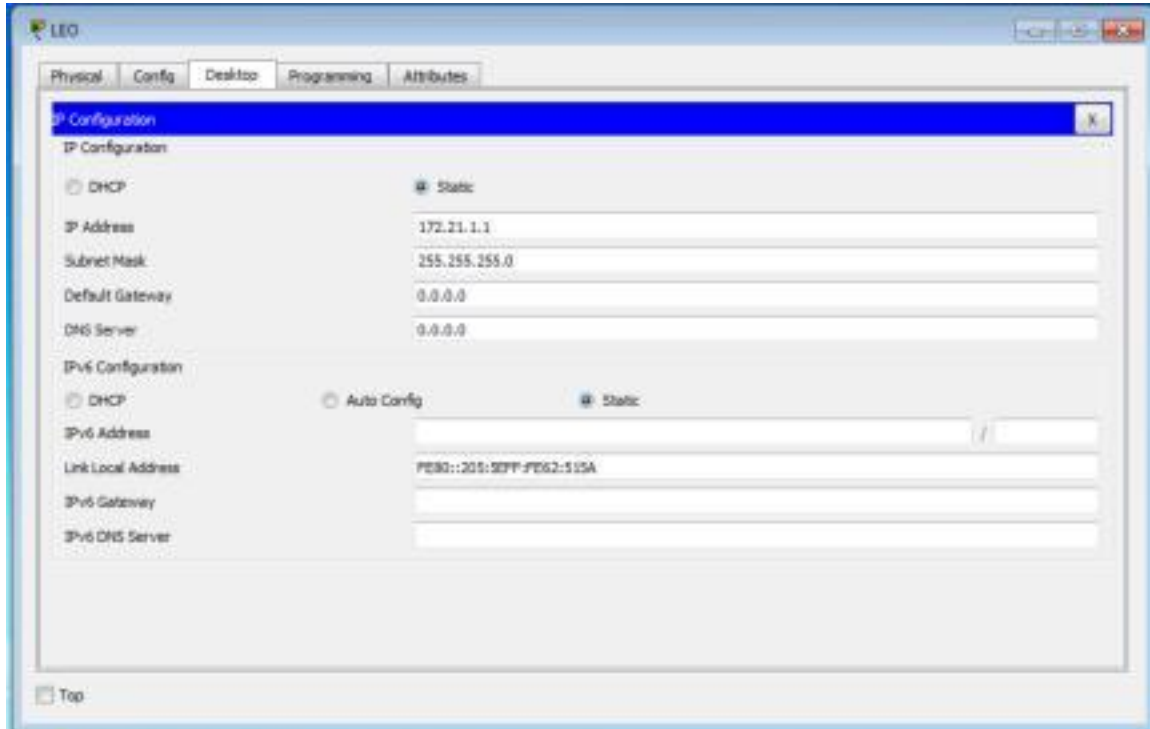 LEO
Physical Config Desktop Programming Attributes
IP Configuration X
IP Configuration
DHCP Static
IP Address 172.21.1.1
Subnet Mask 255.255.255.0
Default Gateway 0.0.0.0
DNS Server 0.0.0.0
IPv6 Configuration
DHCP Auto Config Static
IPv6 Address /
Link Local Address FE80::205:5EFF:FE62:515A
IPv6 Gateway
IPv6 DNS Server
Top